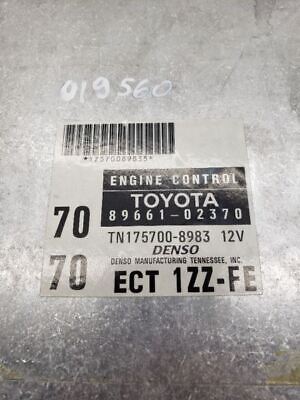 019560
*17570089835*
ENGINE CONTROL
70 TOYOTA
89661-02370
TN175700-8983 12V
DENSO
DENSO MANUFACTURING TENNESSEE, INC.
70 ECT 1ZZ-FE